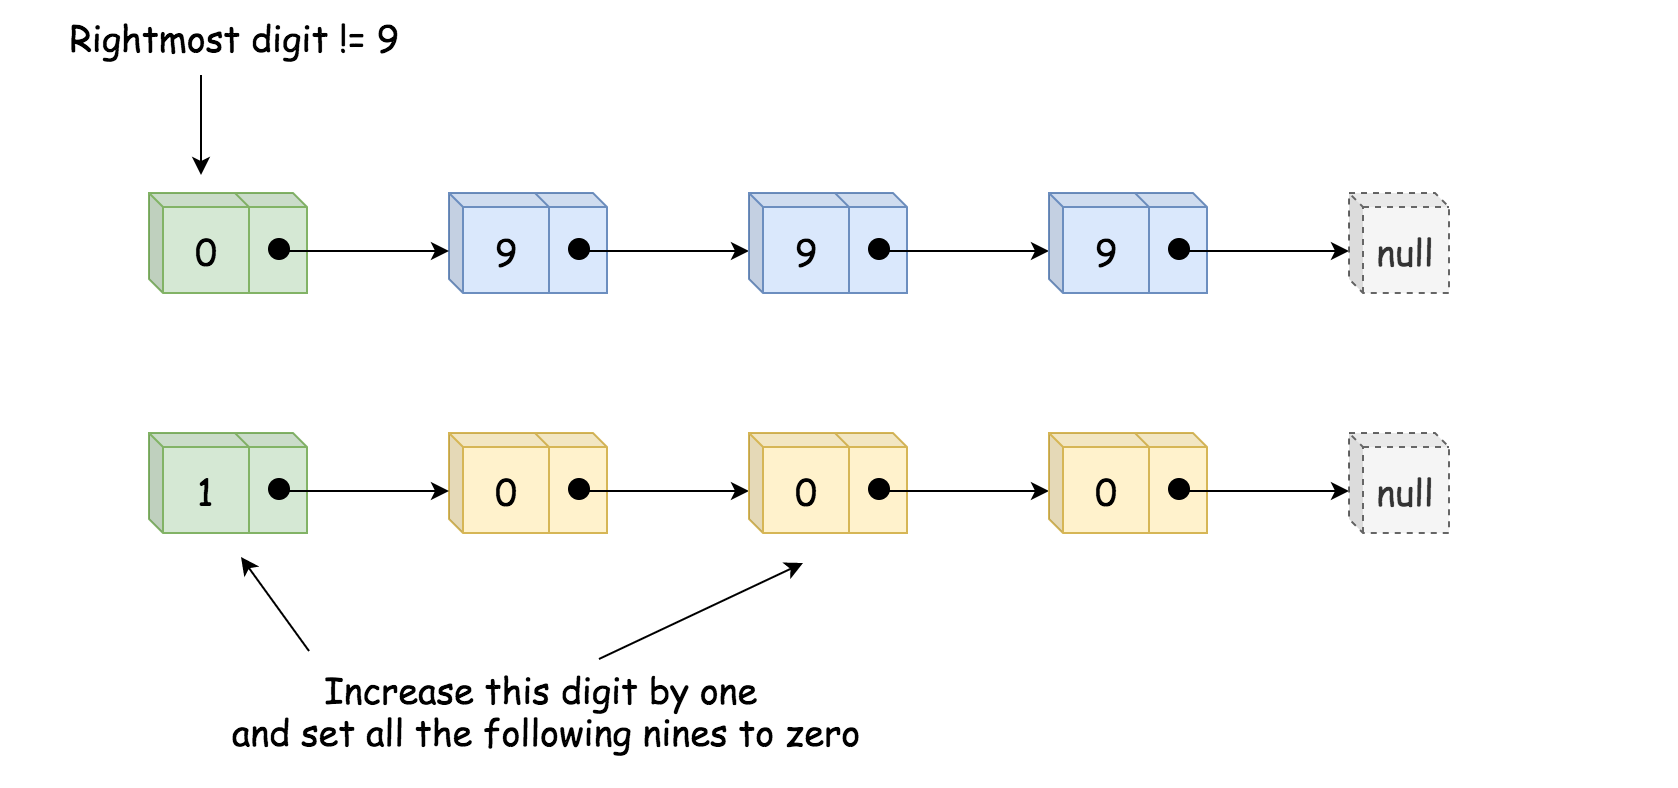 Rightmost digit != 9
0 9 9 9 null
1 0 0 0 null
Increase this digit by one
and set all the following nines to zero